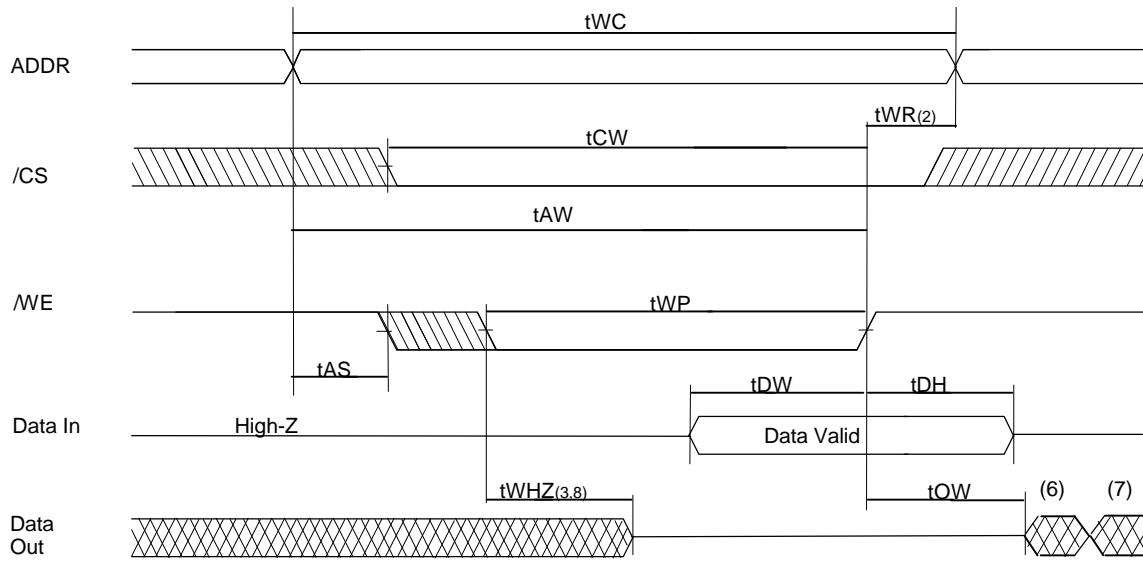 tWC
ADDR
tWR(2)
tCW
/CS
tAW
/WE
tWP
tAS
tDW
tDH
Data In
High-Z
Data Valid
tWHZ(3,8)
tOW
(6)
(7)
Data
Out